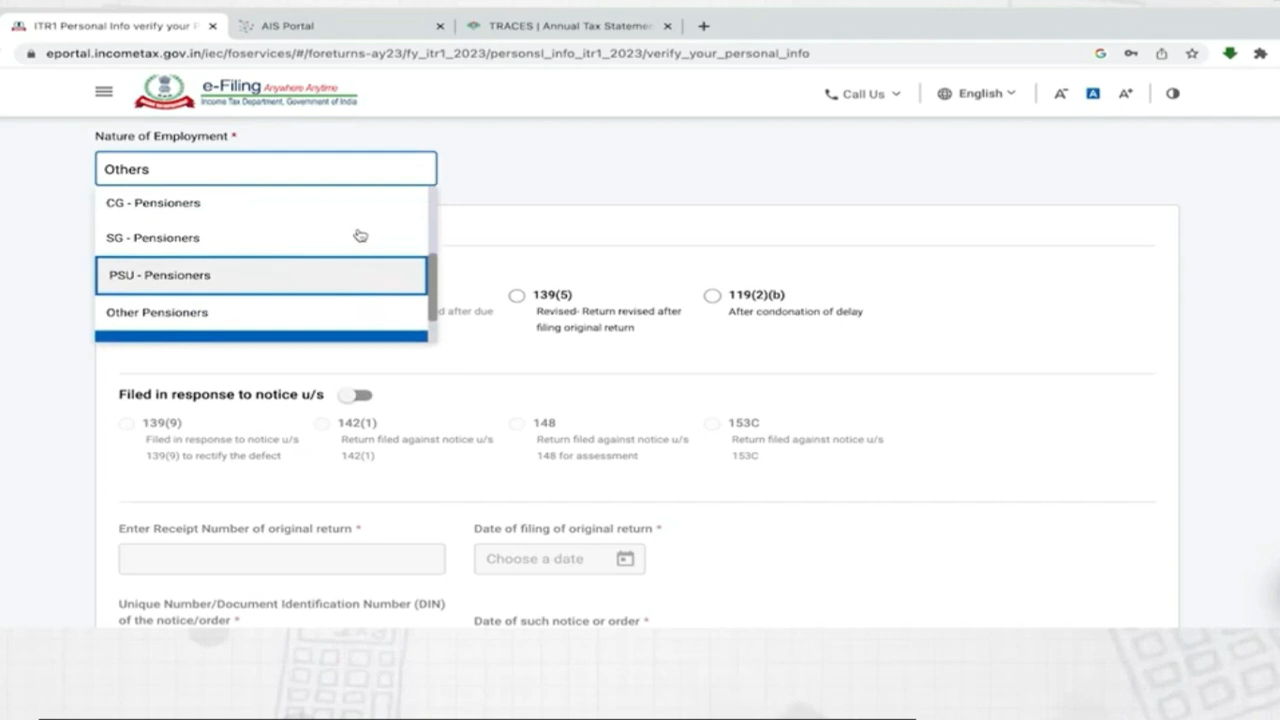 ITR1 Personal Info verify your P
AIS Portal
TRACES | Annual Tax Statemen
eportal.incometax.gov.in/iec/foservices/#/foreturns-ay23/fy_itr1_2023/personsl_info_itr1_2023/verify_your_personal_info
e-Filing Anywhere Anytime
Income Tax Department, Government of India
Call Us
English
A-
A
A+
Nature of Employment *
Others
CG - Pensioners
SG - Pensioners
PSU - Pensioners
Other Pensioners
d after due
139(5)
Revised- Return revised after
filing original return
119(2)(b)
After condonation of delay
Filed in response to notice u/s
139(9)
Filed in response to notice u/s
139(9) to rectify the defect
142(1)
Return filed against notice u/s
142(1)
148
Return filed against notice u/s
148 for assessment
153C
Return filed against notice u/s
153C
Enter Receipt Number of original return *
Date of filing of original return *
Choose a date
Unique Number/Document Identification Number (DIN)
of the notice/order *
Date of such notice or order *